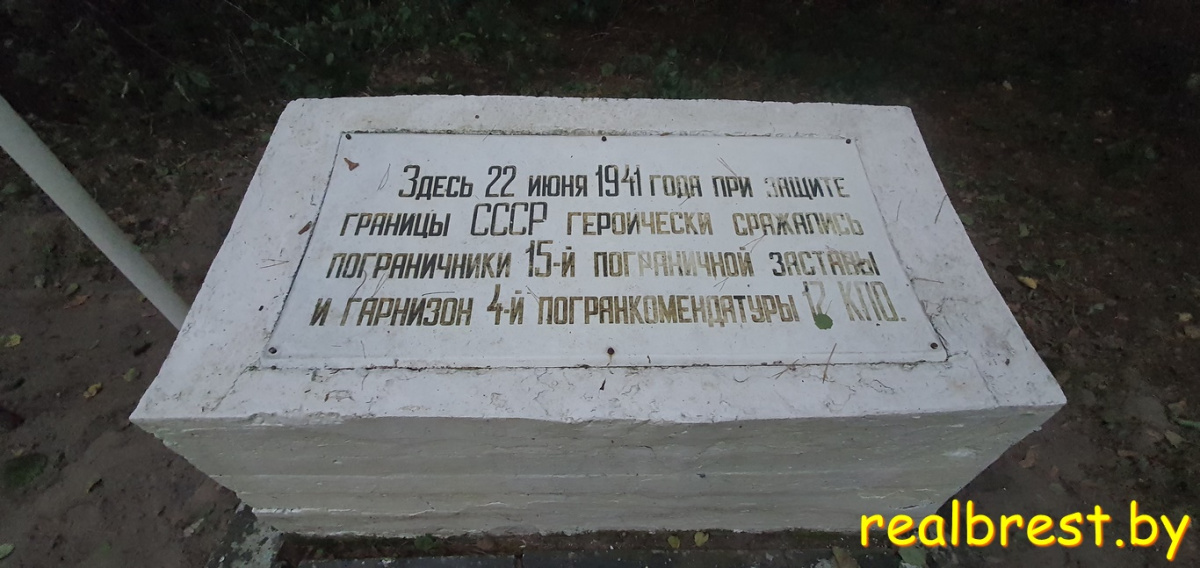 Здесь 22 июня 1941 года при защите
границы СССР героически сражались
пограничники 15-й пограничной заставы
и гарнизон 4-й погранкомендатуры 17 КПО.
realbrest.by